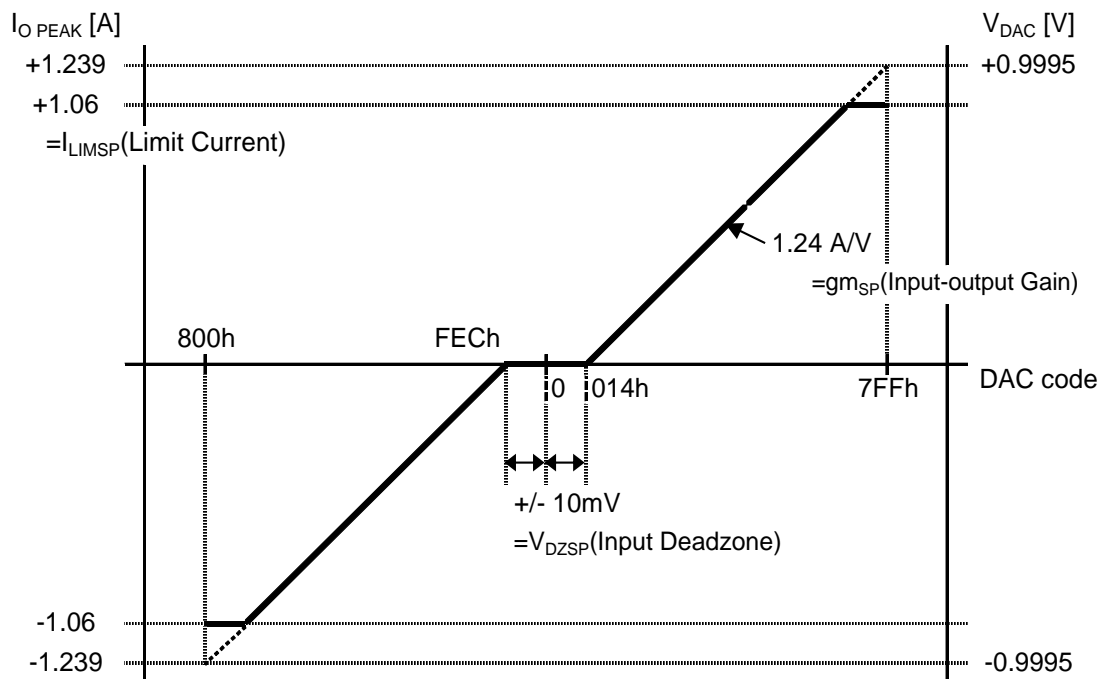 I_O PEAK [A]
V_DAC [V]
+1.239
+0.9995
+1.06
=I_LIMSP(Limit Current)
1.24 A/V
=gm_SP(Input-output Gain)
800h
FECh
0
014h
7FFh
DAC code
+/- 10mV
=V_DZSP(Input Deadzone)
-1.06
-1.239
-0.9995